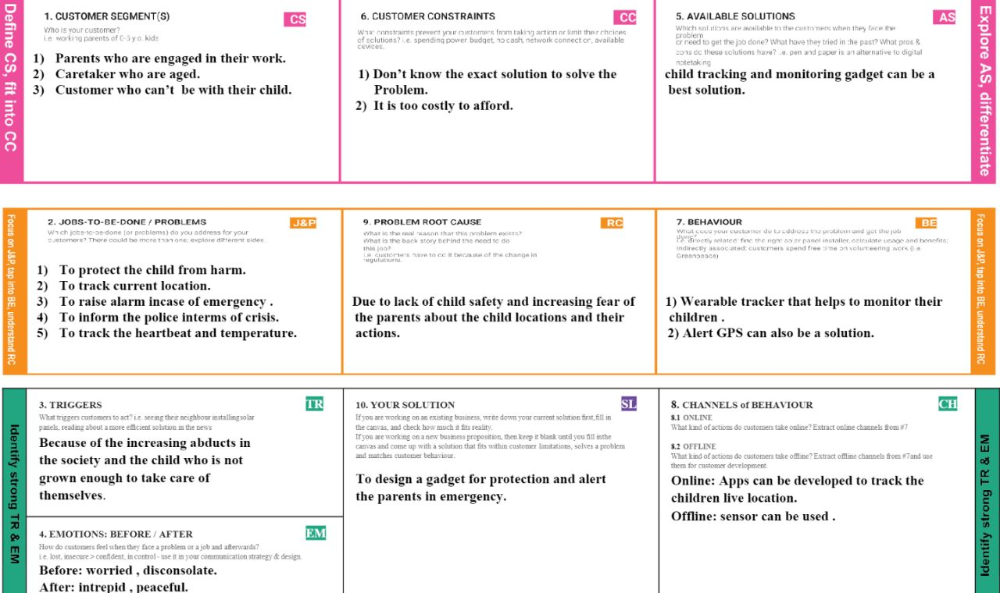 Define CS, fit into CC
1. CUSTOMER SEGMENT(S)
CS
Who is your customer?
i.e. working parents of 0-5 y.o. kids
1) Parents who are engaged in their work.
2) Caretaker who are aged.
3) Customer who can’t be with their child.
6. CUSTOMER CONSTRAINTS
CC
What constraints prevent your customers from taking action or limit their choices
of solutions? i.e. spending power, budget, no cash, network connection, available
devices.
1) Don’t know the exact solution to solve the
Problem.
2) It is too costly to afford.
5. AVAILABLE SOLUTIONS
AS
Which solutions are available to the customers when they face the
problem
or need to get the job done? What have they tried in the past? What pros &
cons do these solutions have? i.e. pen and paper is an alternative to digital
notetaking
child tracking and monitoring gadget can be a
best solution.
Explore AS, differentiate
Focus on J&P, tap into BE, understand RC
2. JOBS-TO-BE-DONE / PROBLEMS
J&P
Which jobs-to-be-done (or problems) do you address for your
customers? There could be more than one; explore different sides.
1) To protect the child from harm.
2) To track current location.
3) To raise alarm incase of emergency .
4) To inform the police interms of crisis.
5) To track the heartbeat and temperature.
9. PROBLEM ROOT CAUSE
RC
What is the real reason that this problem exists?
What is the back story behind the need to do
this job?
i.e. customers have to do it because of the change in
regulations.
Due to lack of child safety and increasing fear of
the parents about the child locations and their
actions.
7. BEHAVIOUR
BE
What does your customer do to address the problem and get the job
done?
i.e. directly related: find the right solar panel installer, calculate usage and benefits;
indirectly associated: customers spend free time on volunteering work (i.e.
Greenpeace)
1) Wearable tracker that helps to monitor their
children .
2) Alert GPS can also be a solution.
Focus on J&P, tap into BE, understand RC
Identify strong TR & EM
3. TRIGGERS
TR
What triggers customers to act? i.e. seeing their neighbour installing solar
panels, reading about a more efficient solution in the news
Because of the increasing abducts in
the society and the child who is not
grown enough to take care of
themselves.
4. EMOTIONS: BEFORE / AFTER
EM
How do customers feel when they face a problem or a job and afterwards?
i.e. lost, insecure > confident, in control - use it in your communication strategy & design.
Before: worried , disconsolate.
After: intrepid , peaceful.
10. YOUR SOLUTION
SL
If you are working on an existing business, write down your current solution first, fill in
the canvas, and check how much it fits reality.
If you are working on a new business proposition, then keep it blank until you fill inthe
canvas and come up with a solution that fits within customer limitations, solves a problem
and matches customer behaviour.
To design a gadget for protection and alert
the parents in emergency.
8. CHANNELS of BEHAVIOUR
CH
8.1 ONLINE
What kind of actions do customers take online? Extract online channels from #7
8.2 OFFLINE
What kind of actions do customers take offline? Extract offline channels from #7and use
them for customer development.
Online: Apps can be developed to track the
children live location.
Offline: sensor can be used .
Identify strong TR & EM